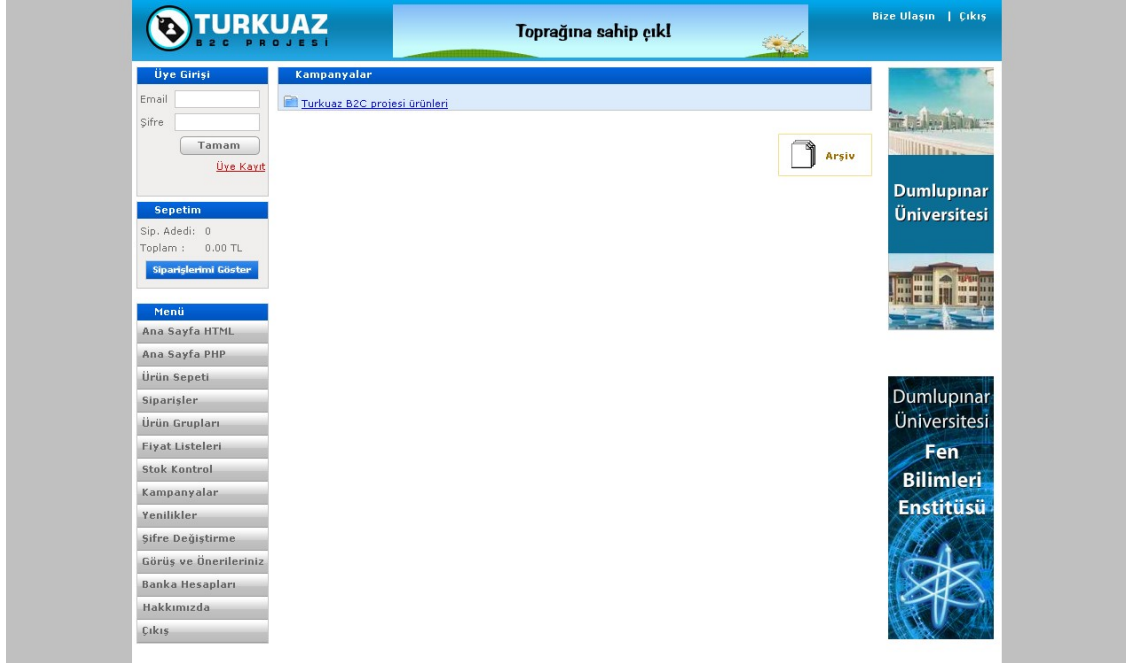 TURKUAZ
B2C PROJESİ
Toprağına sahip çık!
Bize Ulaşın | Çıkış
Üye Girişi
Email
Şifre
Tamam
Üye Kayıt
Sepetim
Sip. Adedi: 0
Toplam : 0.00 TL
Siparişlerimi Göster
Menü
Ana Sayfa HTML
Ana Sayfa PHP
Ürün Sepeti
Siparişler
Ürün Grupları
Fiyat Listeleri
Stok Kontrol
Kampanyalar
Yenilikler
Şifre Değiştirme
Görüş ve Önerileriniz
Banka Hesapları
Hakkımızda
Çıkış
Kampanyalar
Turkuaz B2C projesi ürünleri
Arşiv
Dumlupınar
Üniversitesi
Dumlupınar
Üniversitesi
Fen
Bilimleri
Enstitüsü